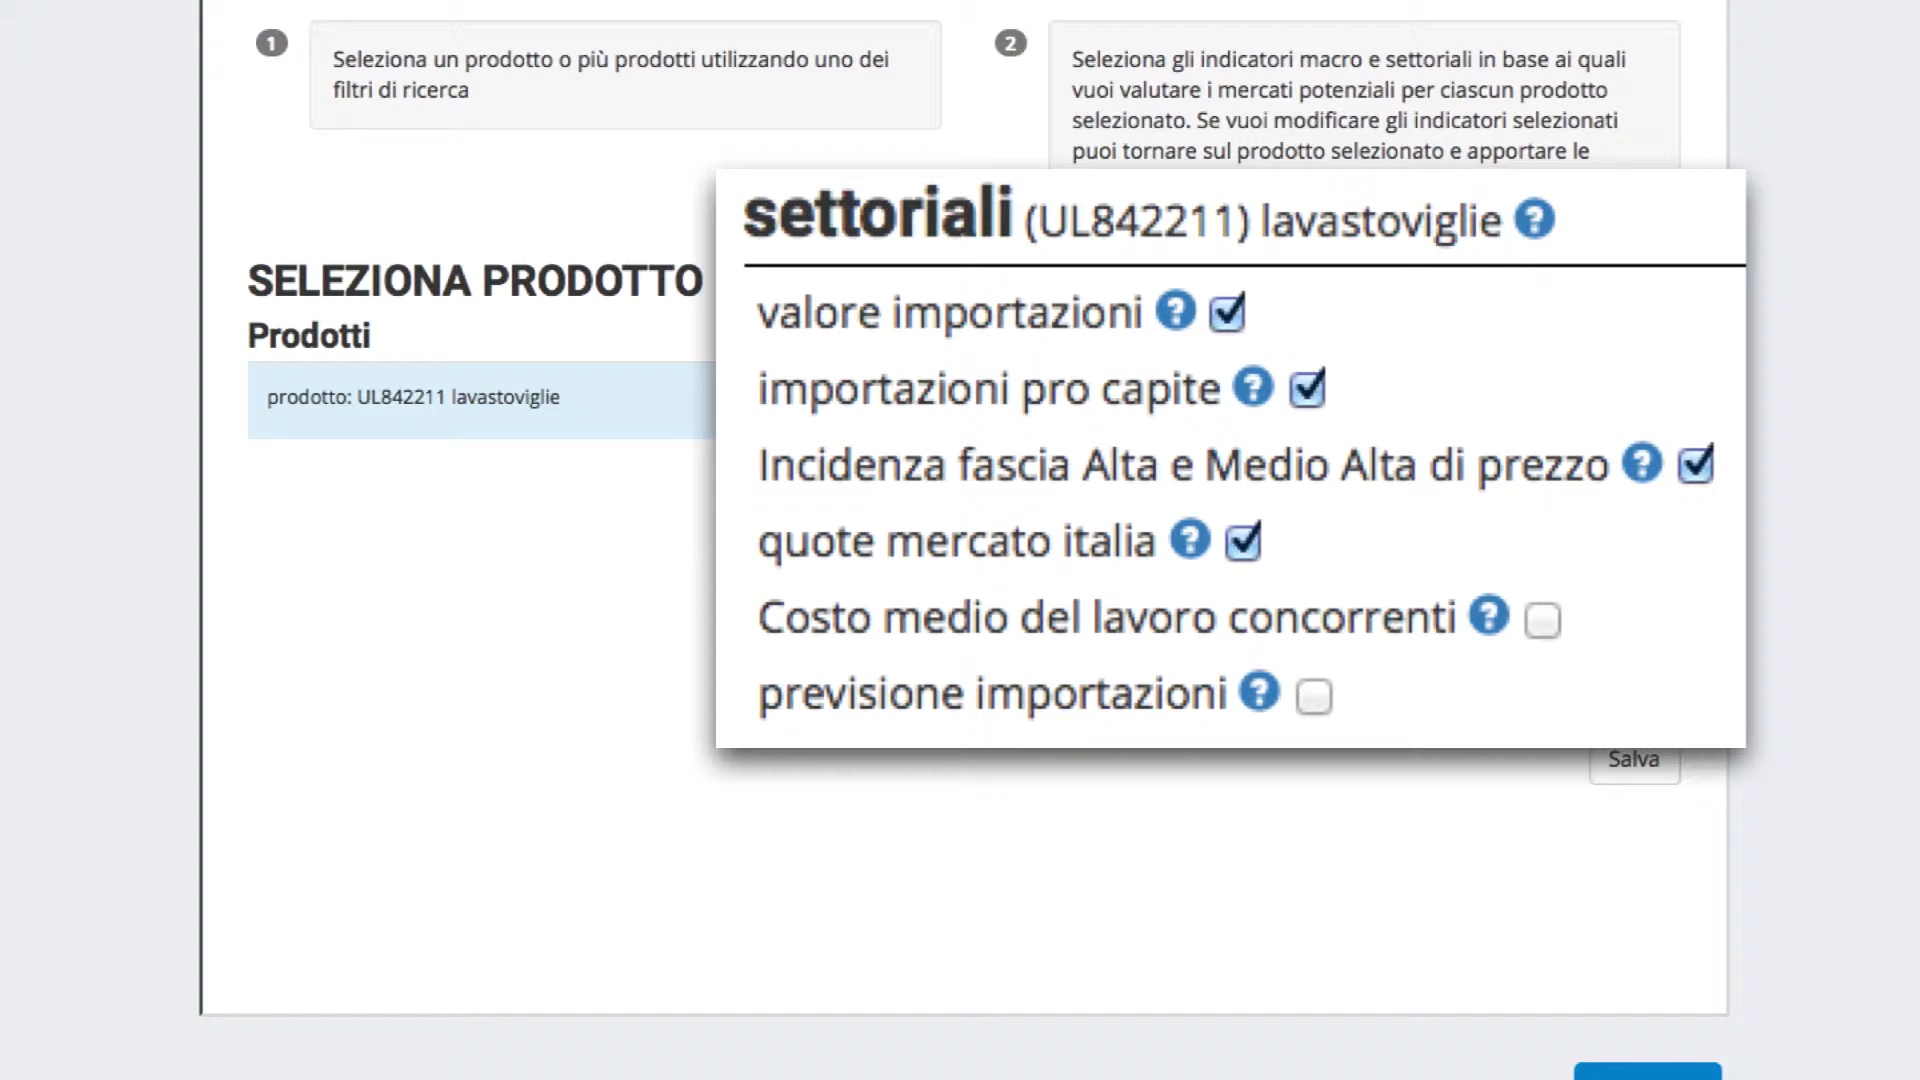 1
Seleziona un prodotto o più prodotti utilizzando uno dei
filtri di ricerca
2
Seleziona gli indicatori macro e settoriali in base ai quali
vuoi valutare i mercati potenziali per ciascun prodotto
selezionato. Se vuoi modificare gli indicatori selezionati
puoi tornare sul prodotto selezionato e apportare le
SELEZIONA PRODOTTO
Prodotti
prodotto: UL842211 lavastoviglie
settoriali (UL842211) lavastoviglie ?
valore importazioni ?
importazioni pro capite ?
Incidenza fascia Alta e Medio Alta di prezzo ?
quote mercato italia ?
Costo medio del lavoro concorrenti ?
previsione importazioni ?
Salva